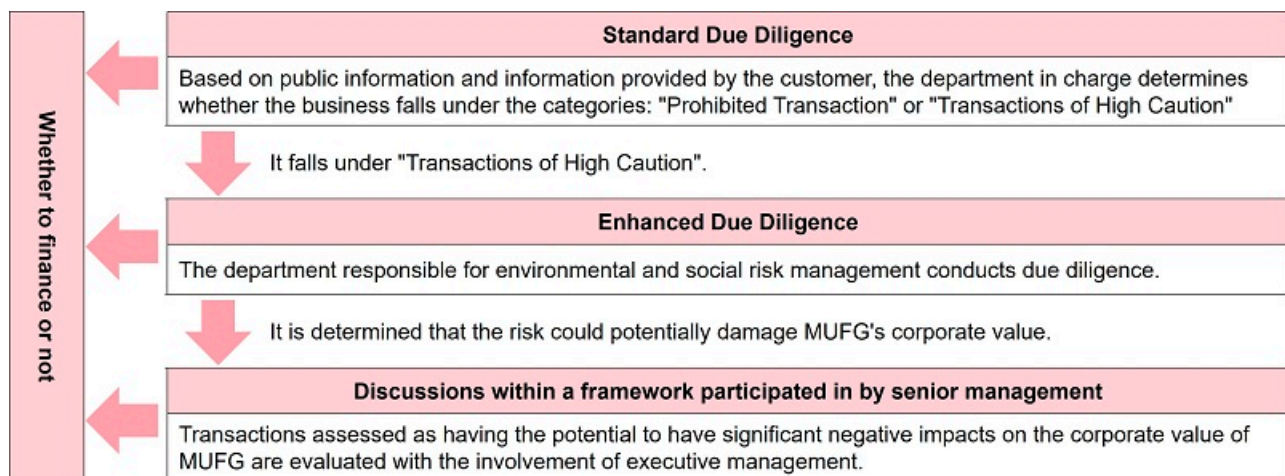 Whether to finance or not
Standard Due Diligence
Based on public information and information provided by the customer, the department in charge determines
whether the business falls under the categories: "Prohibited Transaction" or "Transactions of High Caution"
It falls under "Transactions of High Caution".
Enhanced Due Diligence
The department responsible for environmental and social risk management conducts due diligence.
It is determined that the risk could potentially damage MUFG's corporate value.
Discussions within a framework participated in by senior management
Transactions assessed as having the potential to have significant negative impacts on the corporate value of
MUFG are evaluated with the involvement of executive management.